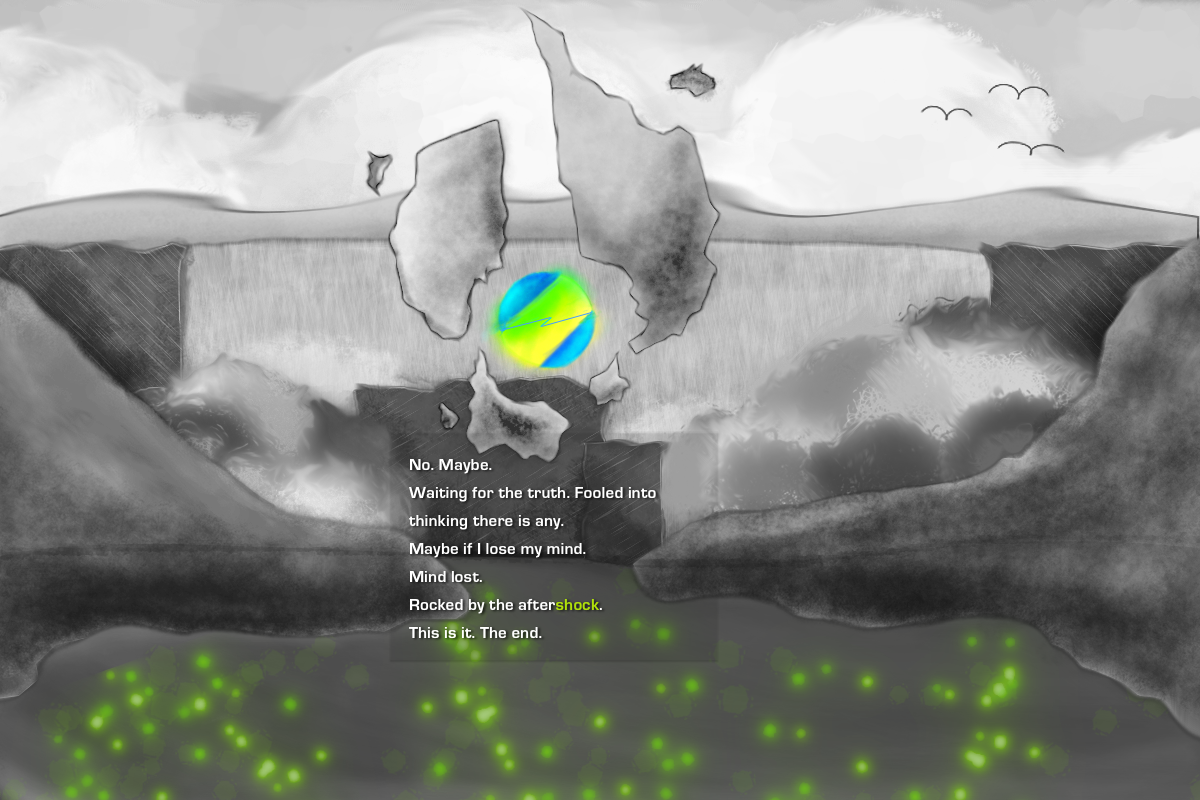 No. Maybe.
Waiting for the truth. Fooled into
thinking there is any.
Maybe if I lose my mind.
Mind lost.
Rocked by the aftershock.
This is it. The end.